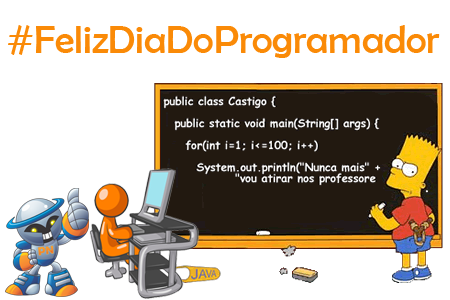 #FelizDiaDoProgramador
public class Castigo {
public static void main(String[] args) {
for(int i=1; i<=100; i++)
System.out.println("Nunca mais" +
"vou atirar nos professore
JAVA